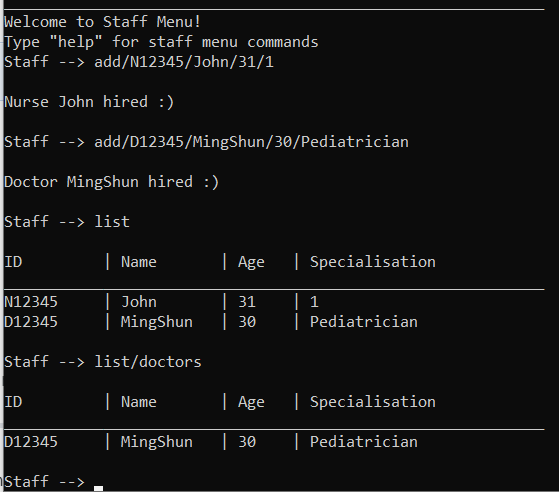 Welcome to Staff Menu!
Type "help" for staff menu commands
Staff --> add/N12345/John/31/1
Nurse John hired :)
Staff --> add/D12345/MingShun/30/Pediatrician
Doctor MingShun hired :)
Staff --> list
ID | Name | Age | Specialisation
N12345 | John | 31 | 1
D12345 | MingShun | 30 | Pediatrician
Staff --> list/doctors
ID | Name | Age | Specialisation
D12345 | MingShun | 30 | Pediatrician
Staff -->